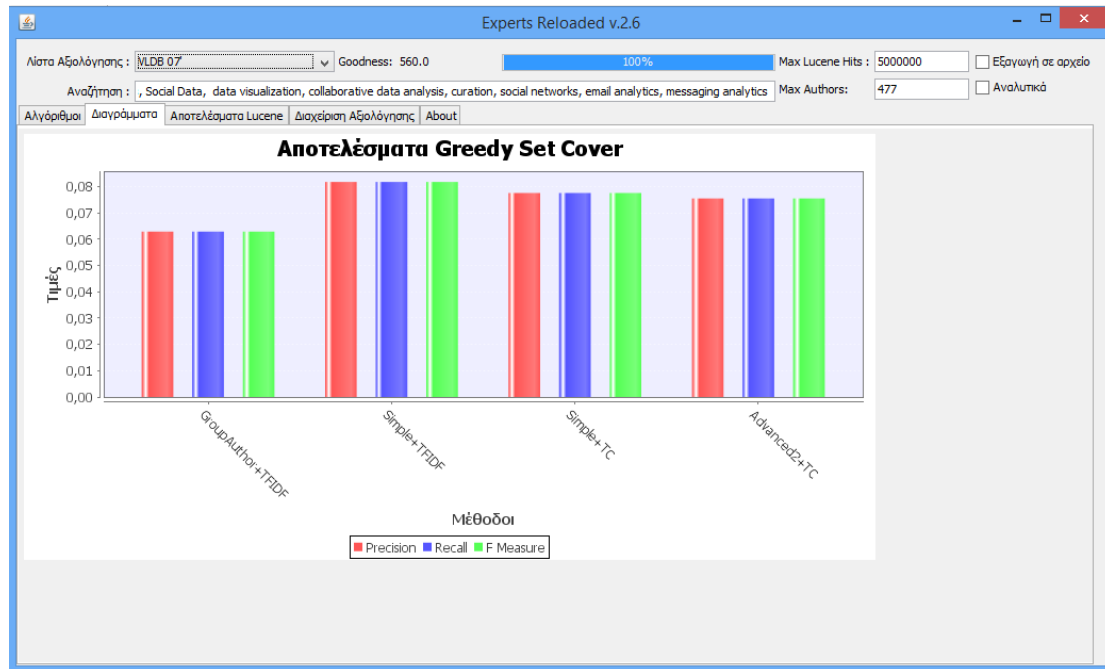 Experts Reloaded v.2.6
Λίστα Αξιολόγησης : VLDB 07' Goodness: 560.0 100% Max Lucene Hits : 5000000 Εξαγωγή σε αρχείο
Αναζήτηση : , Social Data, data visualization, collaborative data analysis, curation, social networks, email analytics, messaging analytics Max Authors: 477 Αναλυτικά
Αλγόριθμοι Διαγράμματα Αποτελέσματα Lucene Διαχείριση Αξιολόγησης About
Αποτελέσματα Greedy Set Cover
0,08
0,07
0,06
0,05
0,04
0,03
0,02
0,01
0,00
Τιμές
GroupAuthor+TFIDF
Simple+TFIDF
Simple+TC
Advanced2+TC
Μέθοδοι
Precision Recall F Measure